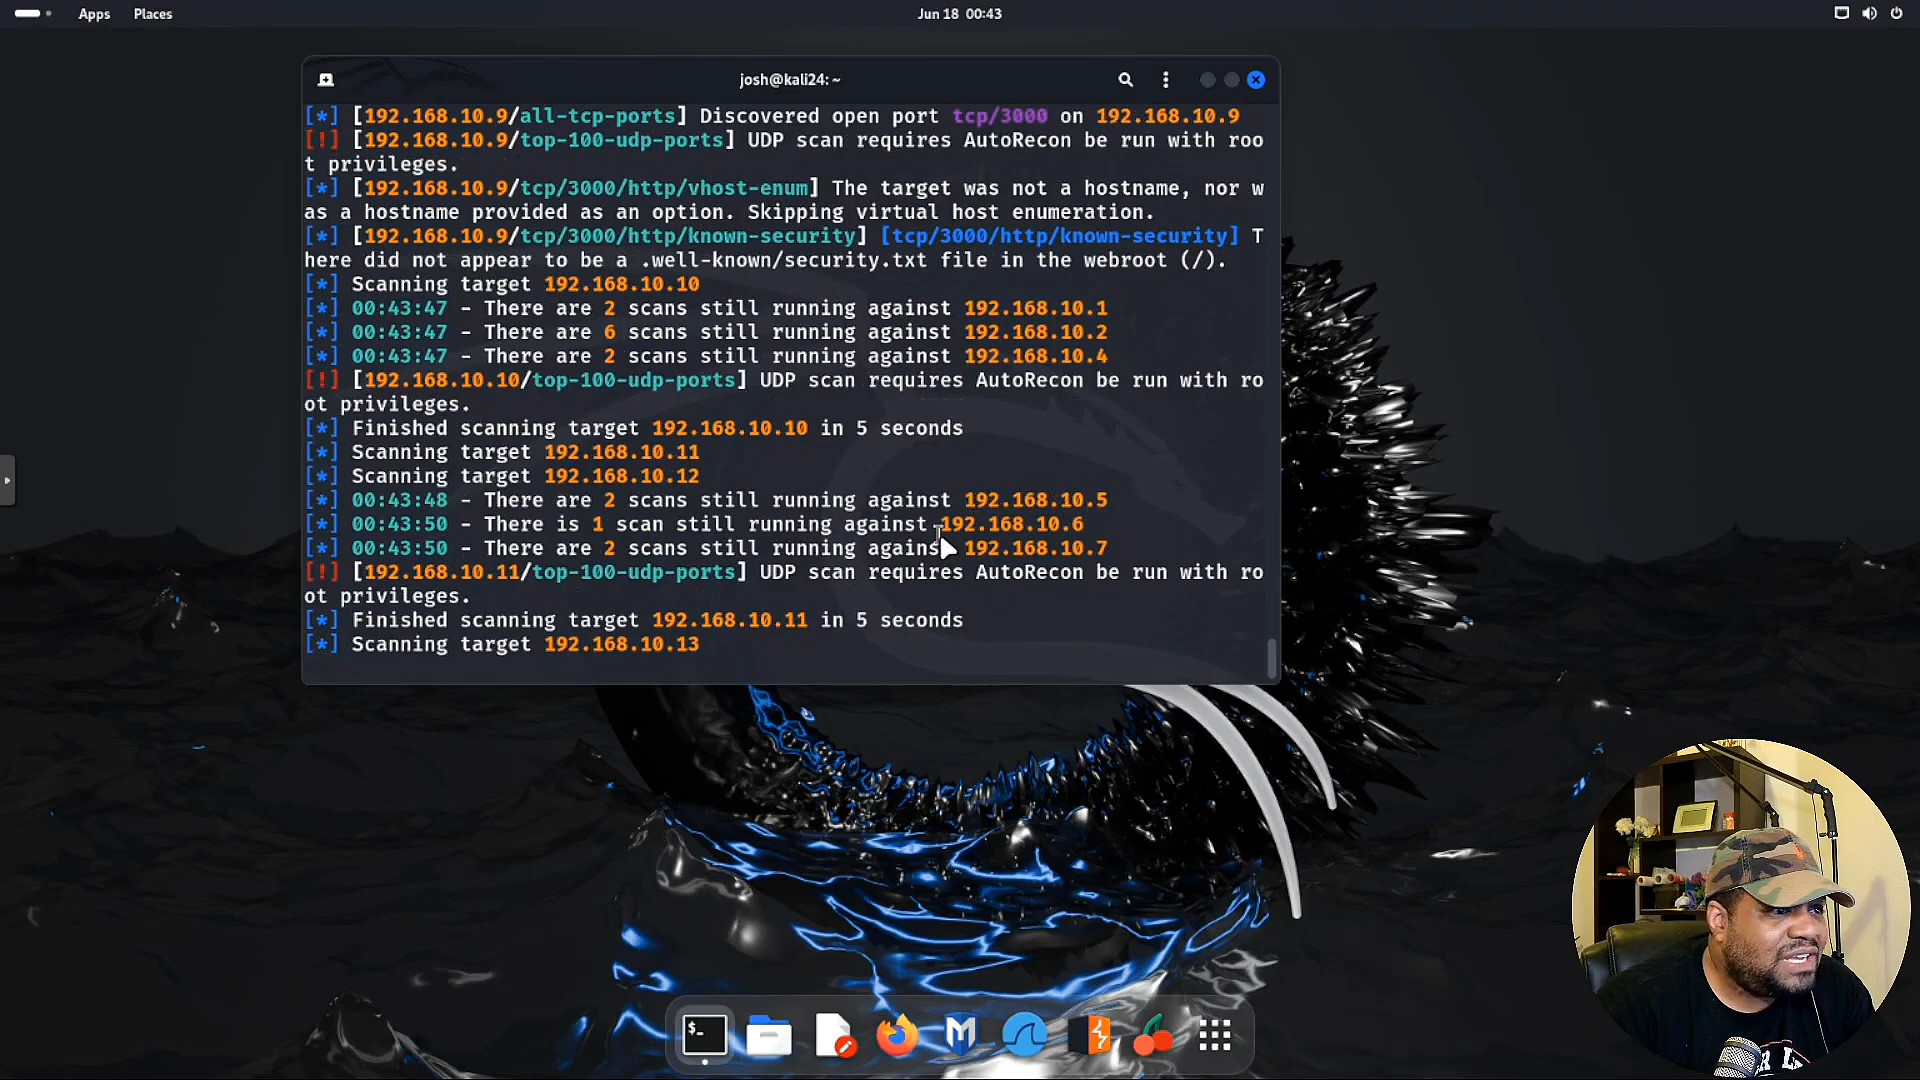 Apps Places Jun 18 00:43
josh@kali24: ~
[*] [192.168.10.9/all-tcp-ports] Discovered open port tcp/3000 on 192.168.10.9
[!] [192.168.10.9/top-100-udp-ports] UDP scan requires AutoRecon be run with roo
t privileges.
[*] [192.168.10.9/tcp/3000/http/vhost-enum] The target was not a hostname, nor w
as a hostname provided as an option. Skipping virtual host enumeration.
[*] [192.168.10.9/tcp/3000/http/known-security] [tcp/3000/http/known-security] T
here did not appear to be a .well-known/security.txt file in the webroot (/).
[*] Scanning target 192.168.10.10
[*] 00:43:47 - There are 2 scans still running against 192.168.10.1
[*] 00:43:47 - There are 6 scans still running against 192.168.10.2
[*] 00:43:47 - There are 2 scans still running against 192.168.10.4
[!] [192.168.10.10/top-100-udp-ports] UDP scan requires AutoRecon be run with ro
ot privileges.
[*] Finished scanning target 192.168.10.10 in 5 seconds
[*] Scanning target 192.168.10.11
[*] Scanning target 192.168.10.12
[*] 00:43:48 - There are 2 scans still running against 192.168.10.5
[*] 00:43:50 - There is 1 scan still running against 192.168.10.6
[*] 00:43:50 - There are 2 scans still running against 192.168.10.7
[!] [192.168.10.11/top-100-udp-ports] UDP scan requires AutoRecon be run with ro
ot privileges.
[*] Finished scanning target 192.168.10.11 in 5 seconds
[*] Scanning target 192.168.10.13